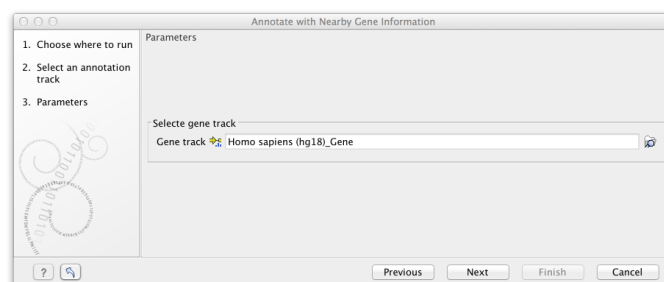 Annotate with Nearby Gene Information
1. Choose where to run
2. Select an annotation
track
3. Parameters
Parameters
Selecte gene track
Gene track Homo sapiens (hg18)_Gene
? Previous Next Finish Cancel